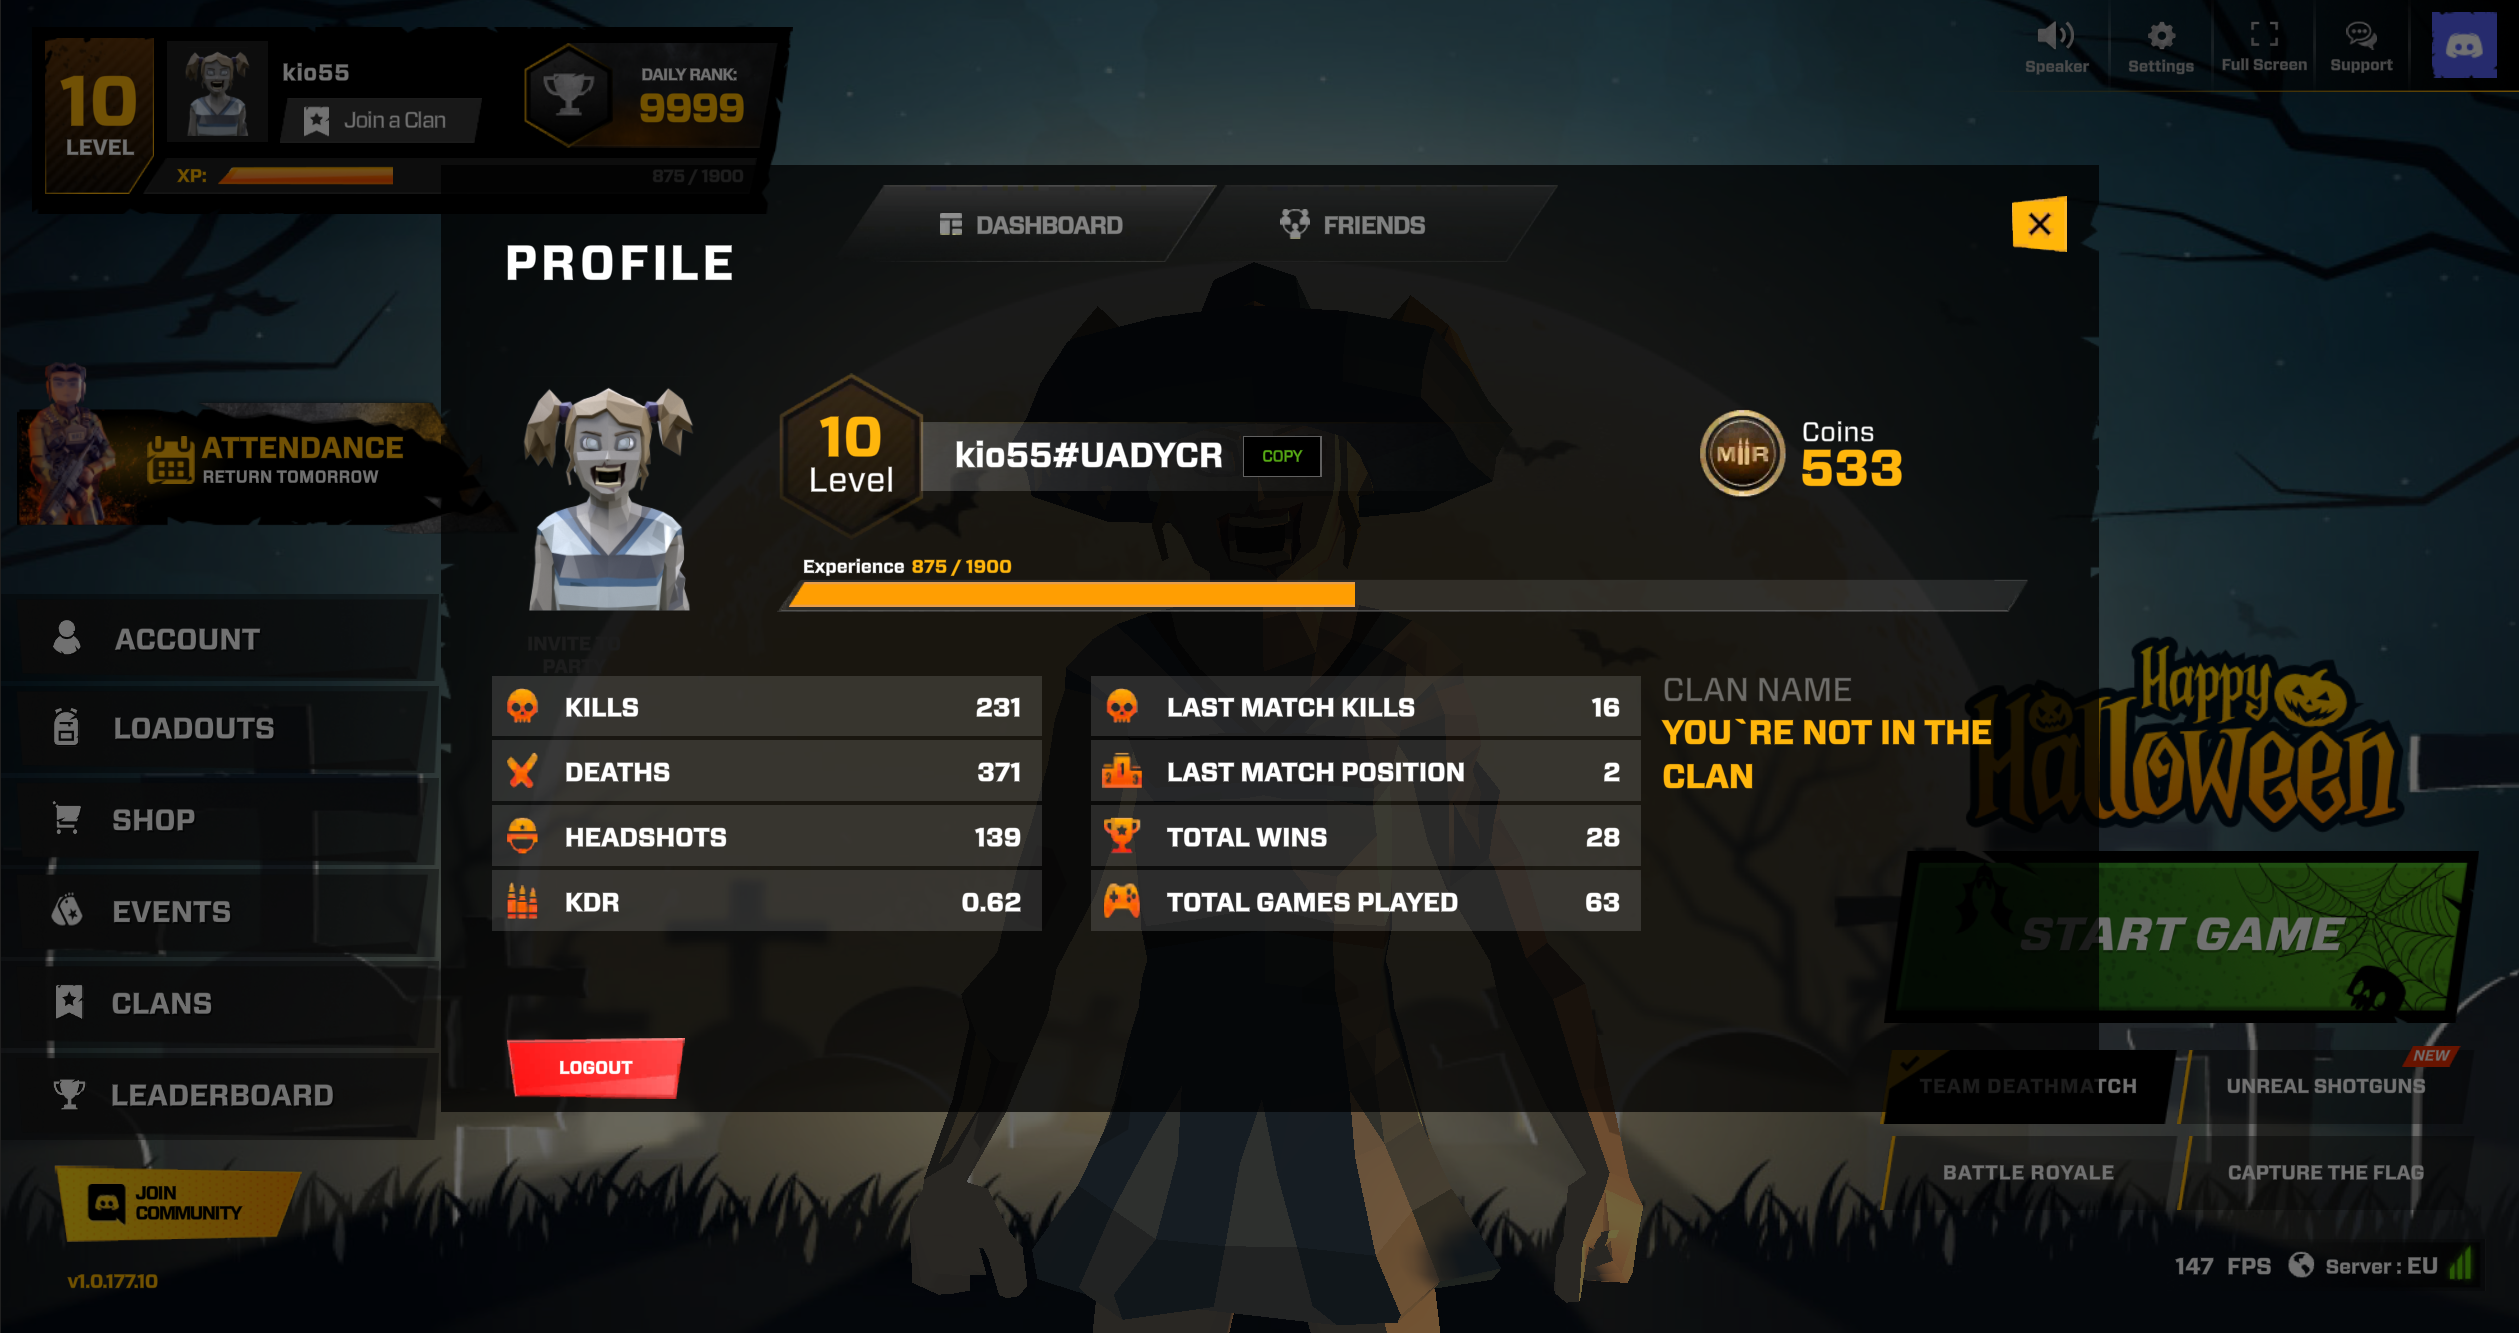 10
LEVEL
kio55
Join a Clan
DAILY RANK:
9999
XP:
875 / 1900
Speaker
Settings
Full Screen
Support
DASHBOARD
FRIENDS
PROFILE
ATTENDANCE
RETURN TOMORROW
10
Level
kio55#UADYCR
COPY
MIIR
Coins
533
Experience 875 / 1900
INVITE TO
PARTY
ACCOUNT
LOADOUTS
SHOP
EVENTS
CLANS
LEADERBOARD
KILLS 231
DEATHS 371
HEADSHOTS 139
KDR 0.62
LAST MATCH KILLS 16
LAST MATCH POSITION 2
TOTAL WINS 28
TOTAL GAMES PLAYED 63
CLAN NAME
YOU`RE NOT IN THE
CLAN
Happy
Halloween
START GAME
LOGOUT
NEW
TEAM DEATHMATCH
UNREAL SHOTGUNS
BATTLE ROYALE
CAPTURE THE FLAG
JOIN
COMMUNITY
v1.0.177.10
147 FPS
Server : EU